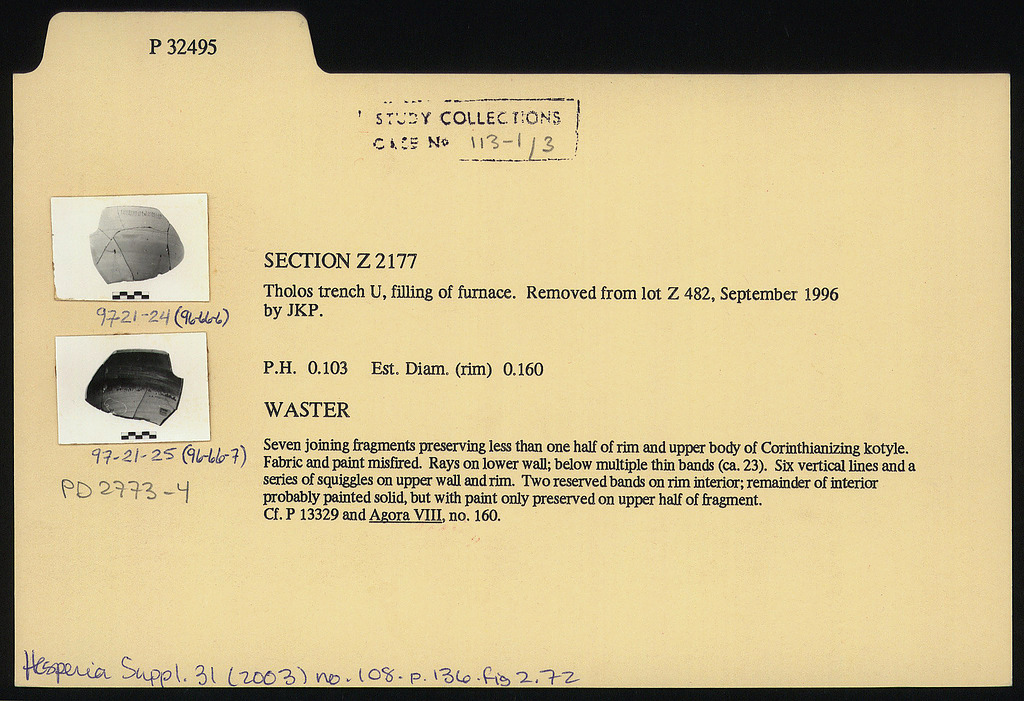 P 32495
STUDY COLLECTIONS
CASE No 113-1/3
97-21-24 (96-66-6)
97-21-25 (96-66-7)
PD 2773-4
SECTION Z 2177
Tholos trench U, filling of furnace. Removed from lot Z 482, September 1996
by JKP.
P.H. 0.103 Est. Diam. (rim) 0.160
WASTER
Seven joining fragments preserving less than one half of rim and upper body of Corinthianizing kotyle.
Fabric and paint misfired. Rays on lower wall; below multiple thin bands (ca. 23). Six vertical lines and a
series of squiggles on upper wall and rim. Two reserved bands on rim interior; remainder of interior
probably painted solid, but with paint only preserved on upper half of fragment.
Cf. P 13329 and Agora VIII, no. 160.
Hesperia Suppl. 31 (2003) no. 108. p. 136. fig 2.72